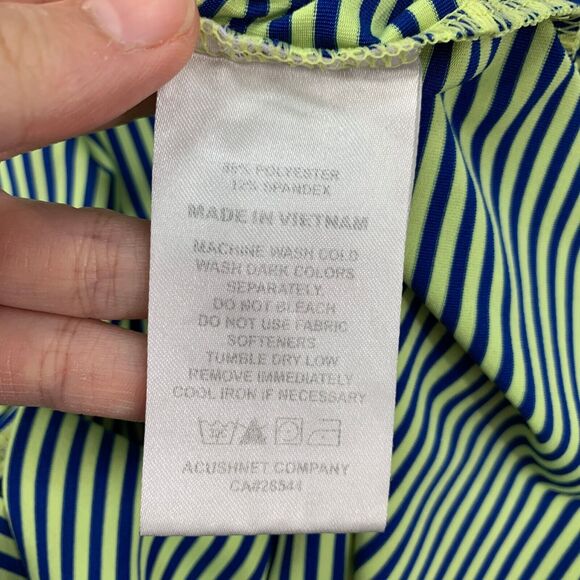 88% POLYESTER
12% SPANDEX
MADE IN VIETNAM
MACHINE WASH COLD
WASH DARK COLORS
SEPARATELY.
DO NOT BLEACH
DO NOT USE FABRIC
SOFTENERS
TUMBLE DRY LOW
REMOVE IMMEDIATELY
COOL IRON IF NECESSARY
ACUSHNET COMPANY
CA#26544